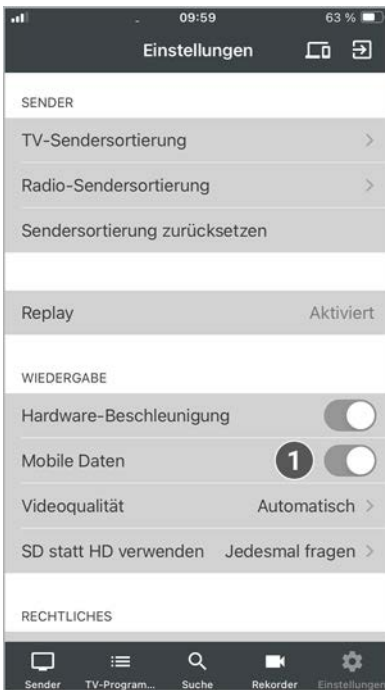 09:59 63 %
Einstellungen
SENDER
TV-Sendersortierung
Radio-Sendersortierung
Sendersortierung zurücksetzen
Replay Aktiviert
WIEDERGABE
Hardware-Beschleunigung
Mobile Daten 1
Videoqualität Automatisch
SD statt HD verwenden Jedesmal fragen
RECHTLICHES
Sender TV-Program... Suche Rekorder Einstellungen